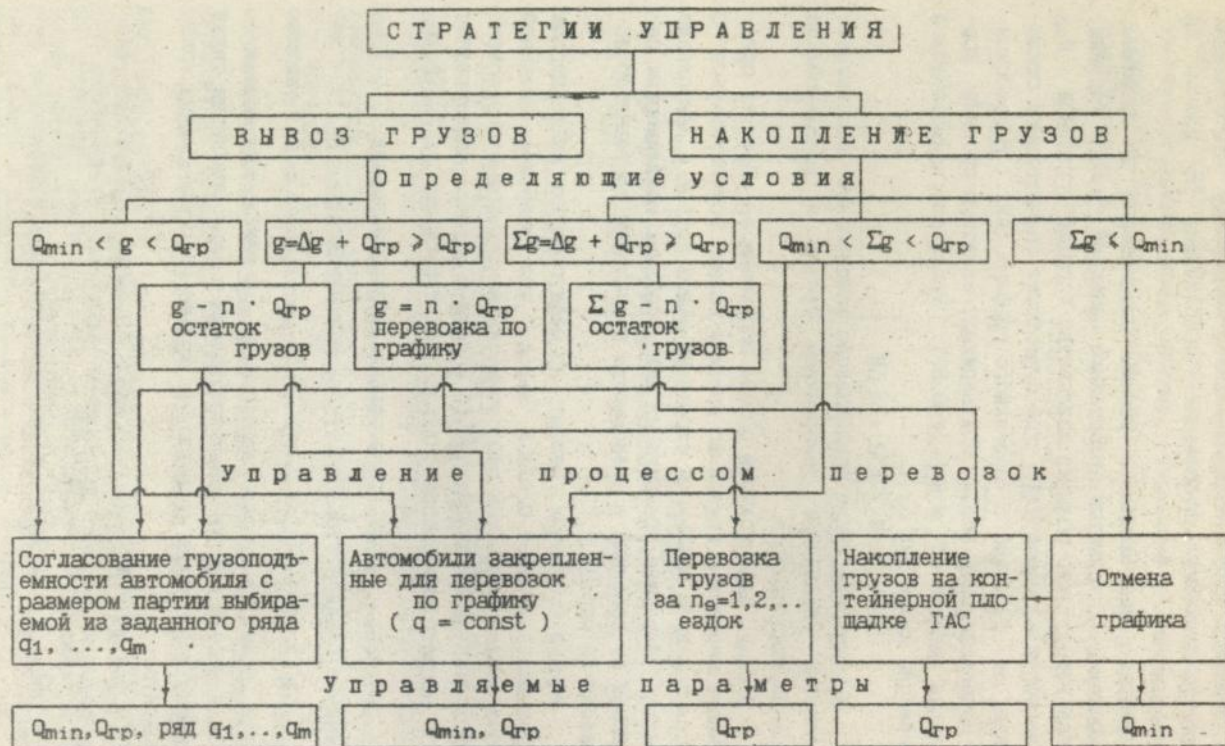 СТРАТЕГИИ УПРАВЛЕНИЯ
ВЫВОЗ ГРУЗОВ
НАКОПЛЕНИЕ ГРУЗОВ
Определяющие условия
Qmin < g < Qгр
g=Δg + Qгр ⩾ Qгр
Σg=Δg + Qгр ⩾ Qгр
Qmin < Σg < Qгр
Σg ⩽ Qmin
g - n · Qгр
остаток
грузов
g = n · Qгр
перевозка по
графику
Σ g - n · Qгр
остаток
грузов
Управление процессом перевозок
Согласование грузоподъ-
емности автомобиля с
размером партии выбира-
емой из заданного ряда
q1, ...,qm
Автомобили закреплен-
ные для перевозок
по графику
( q = const )
Перевозка
грузов
за nе=1,2,..
ездок
Накопление
грузов на кон-
тейнерной пло-
щадке ГАС
Отмена
графика
Управляемые параметры
Qmin,Qгр, ряд q1,..,qm
Qmin, Qгр
Qгр
Qгр
Qmin